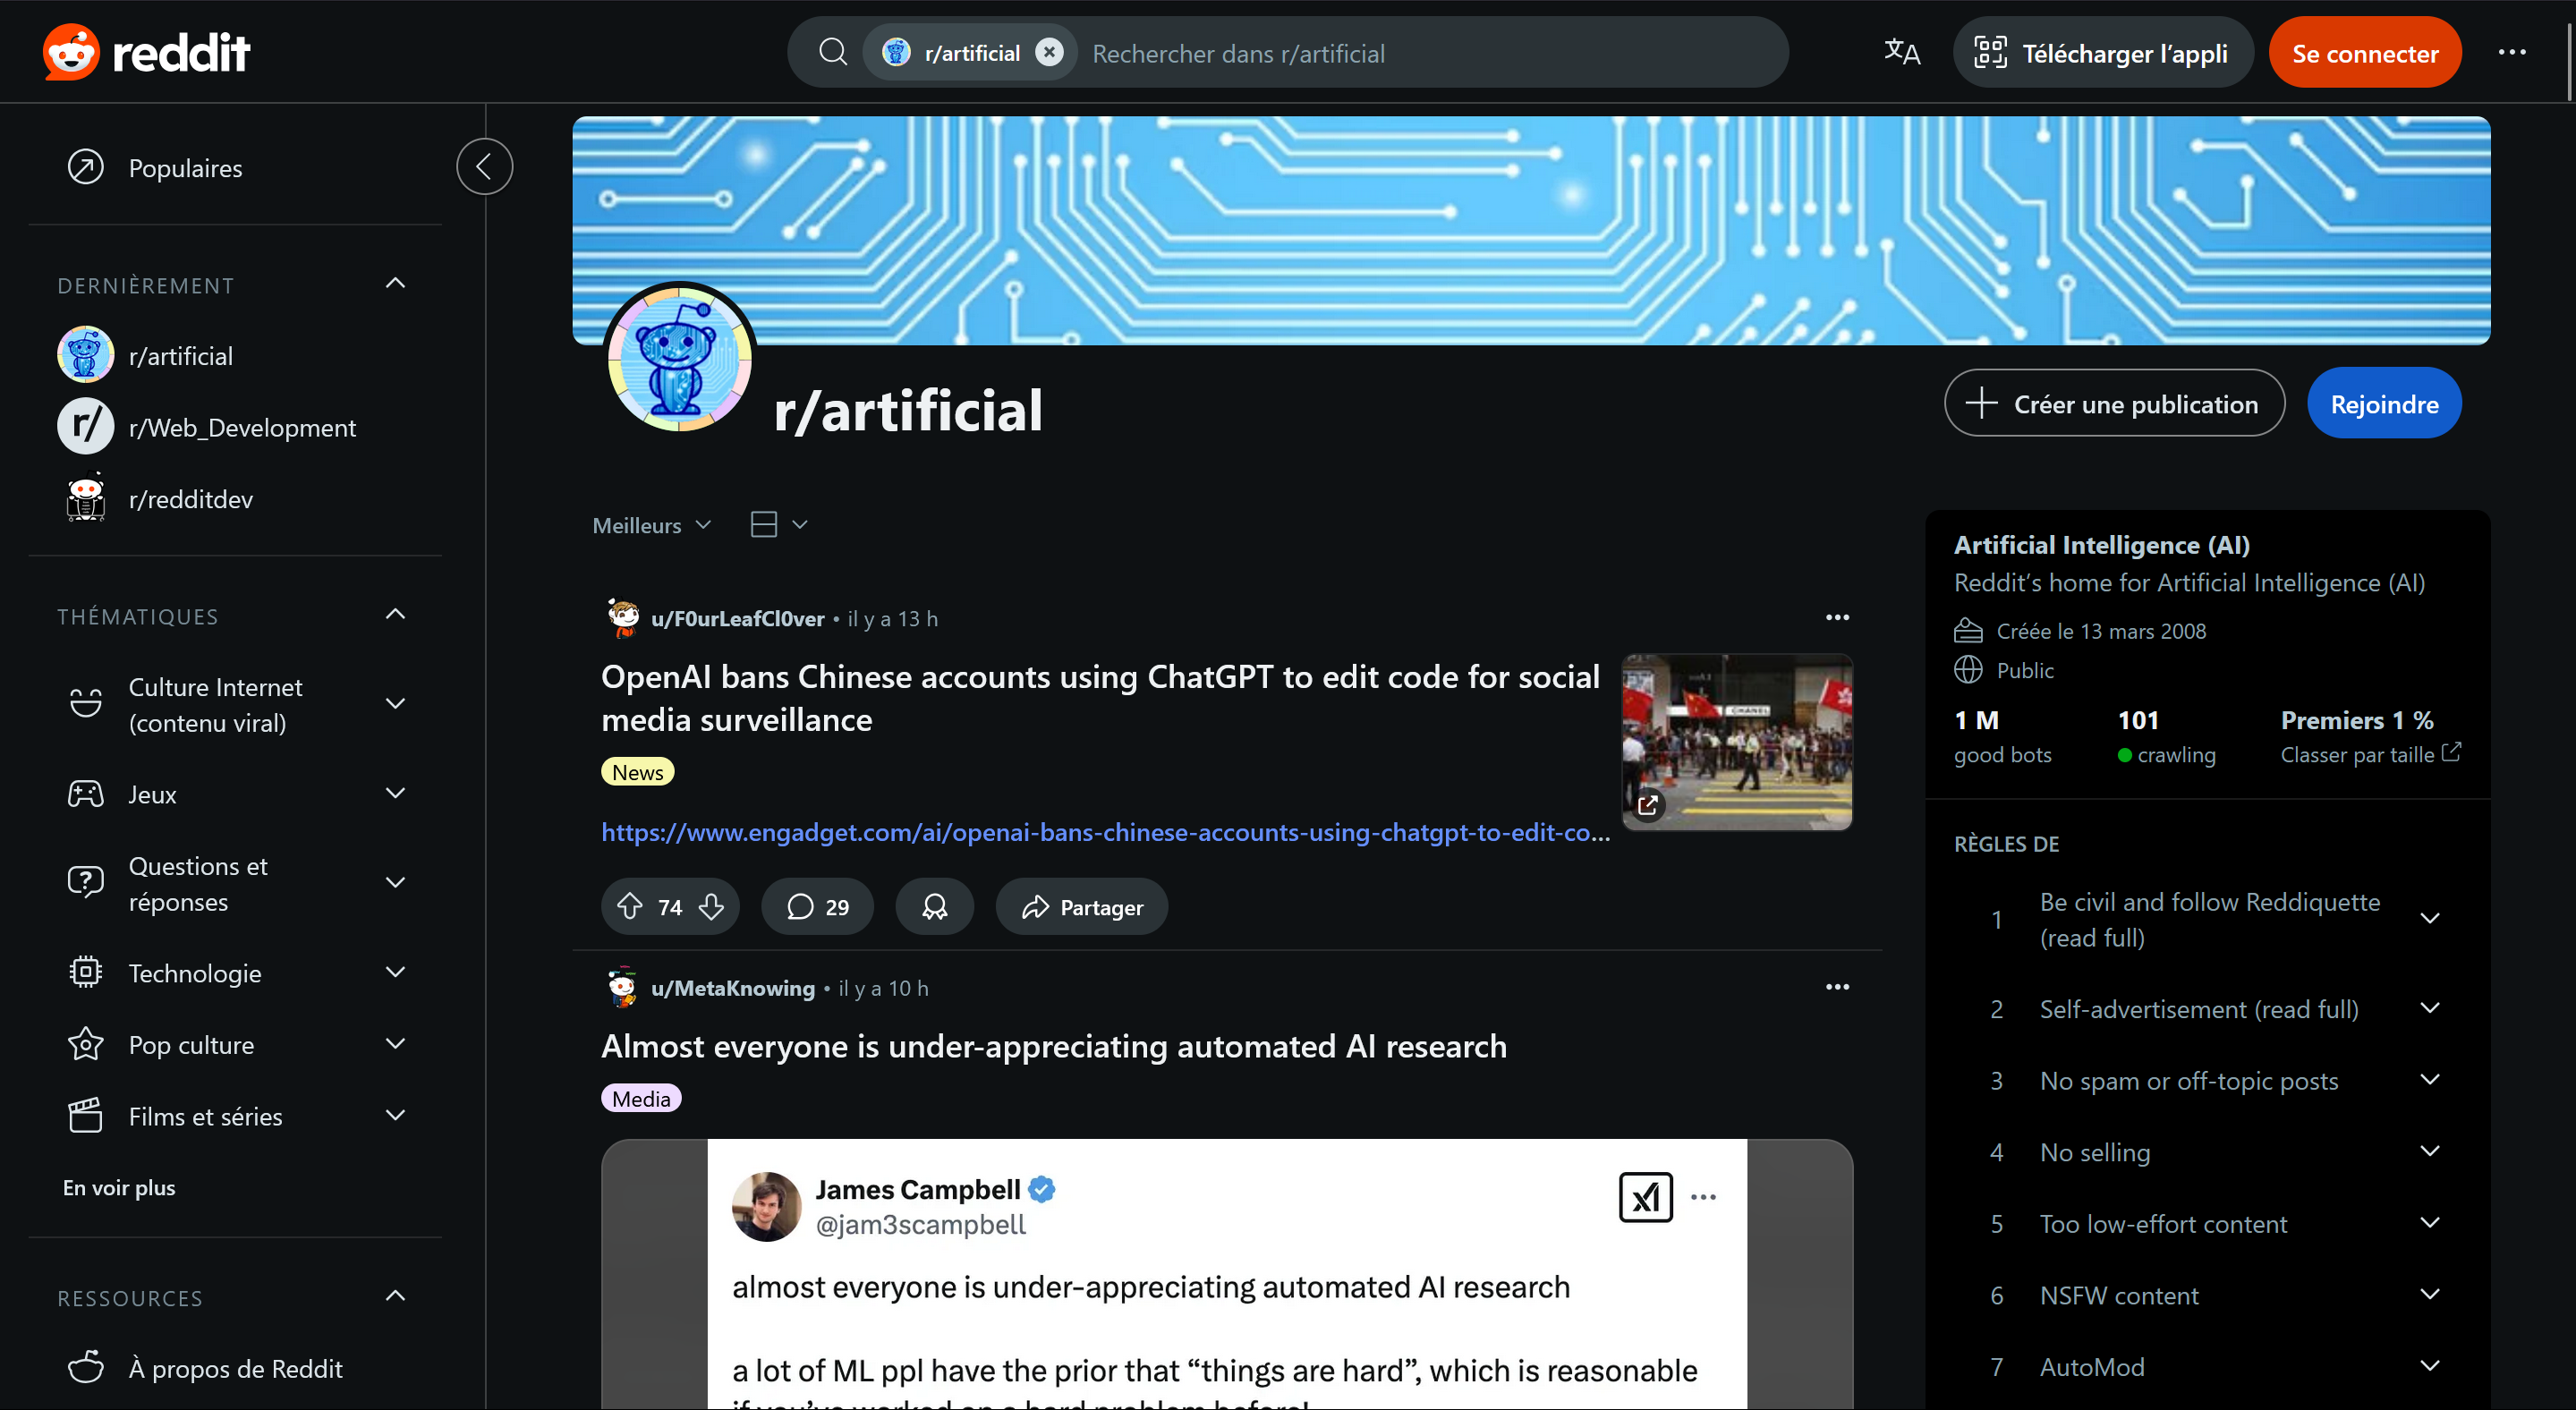 reddit
r/artificial
Rechercher dans r/artificial
Télécharger l'appli
Se connecter
Populaires
DERNIÈREMENT
r/artificial
r/Web_Development
r/redditdev
THÉMATIQUES
Culture Internet
(contenu viral)
Jeux
Questions et
réponses
Technologie
Pop culture
Films et séries
En voir plus
RESSOURCES
À propos de Reddit
r/artificial
Créer une publication
Rejoindre
Meilleurs
u/F0urLeafCl0ver • il y a 13 h
OpenAI bans Chinese accounts using ChatGPT to edit code for social
media surveillance
News
https://www.engadget.com/ai/openai-bans-chinese-accounts-using-chatgpt-to-edit-co...
CHANEL
74
29
Partager
u/MetaKnowing • il y a 10 h
Almost everyone is under-appreciating automated AI research
Media
James Campbell
@jam3scampbell
almost everyone is under-appreciating automated AI research
a lot of ML ppl have the prior that “things are hard”, which is reasonable
if you've worked on a hard problem before!
Artificial Intelligence (AI)
Reddit’s home for Artificial Intelligence (AI)
Créée le 13 mars 2008
Public
1 M
good bots
101
crawling
Premiers 1 %
Classer par taille
RÈGLES DE
1 Be civil and follow Reddiquette
(read full)
2 Self-advertisement (read full)
3 No spam or off-topic posts
4 No selling
5 Too low-effort content
6 NSFW content
7 AutoMod